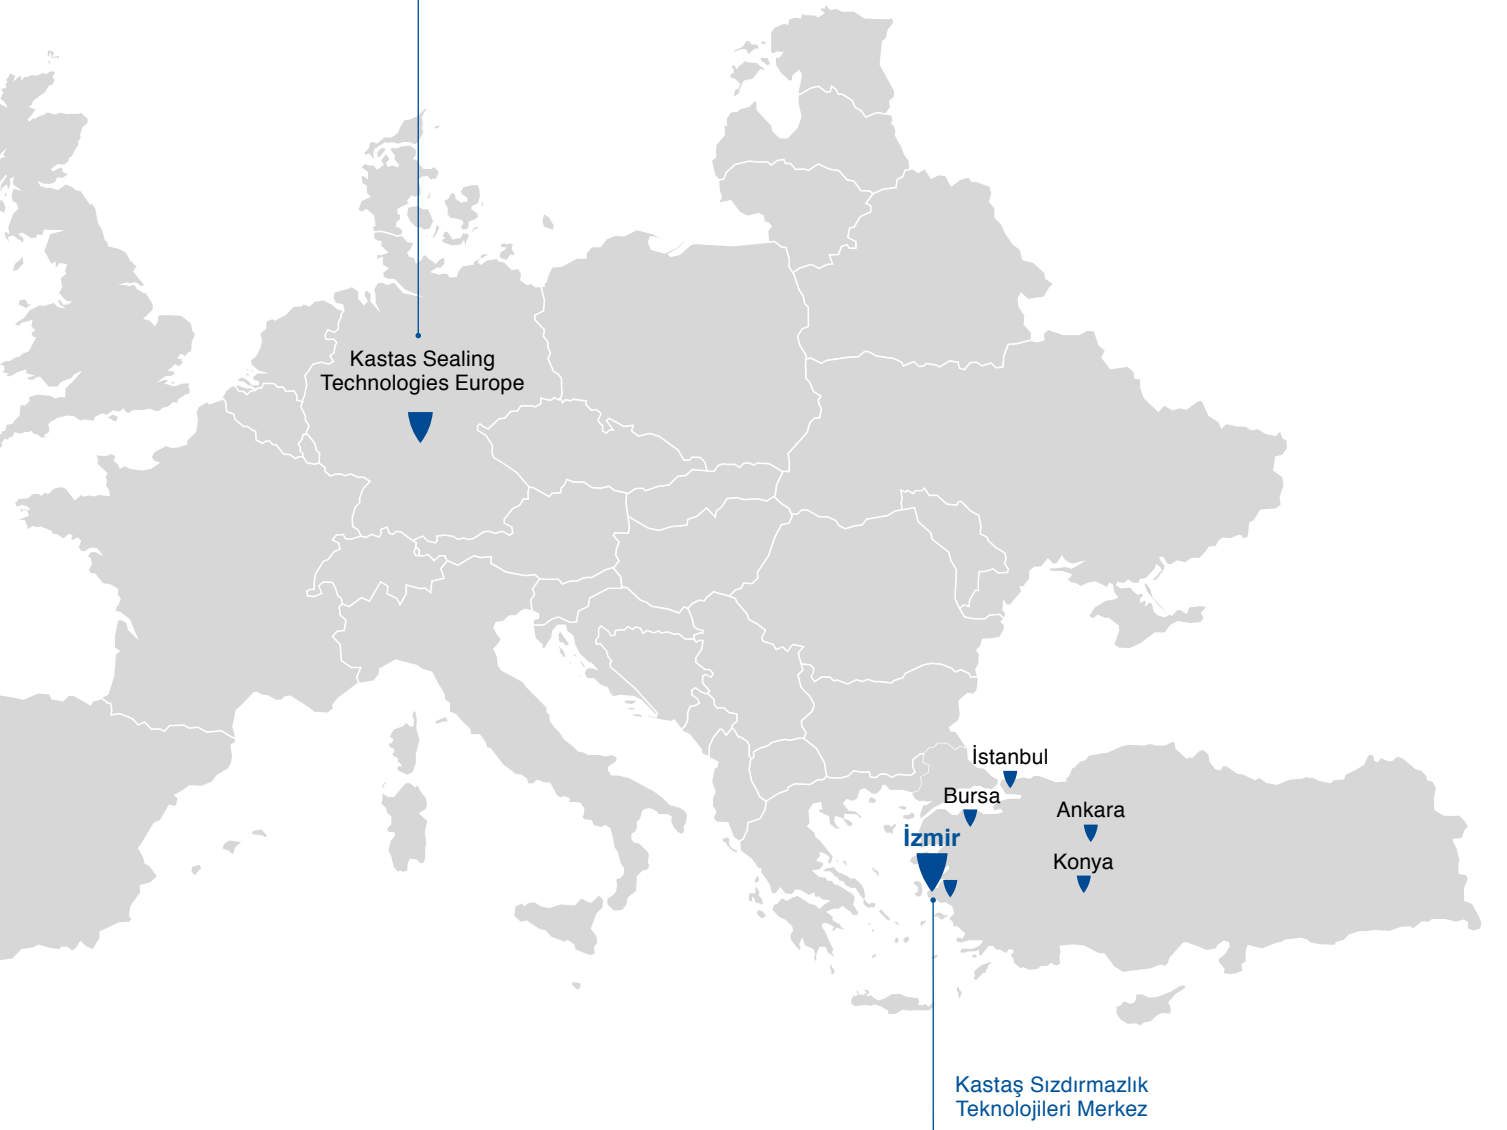 Kastas Sealing
Technologies Europe
İstanbul
Bursa
Ankara
İzmir
Konya
Kastaş Sızdırmazlık
Teknolojileri Merkez